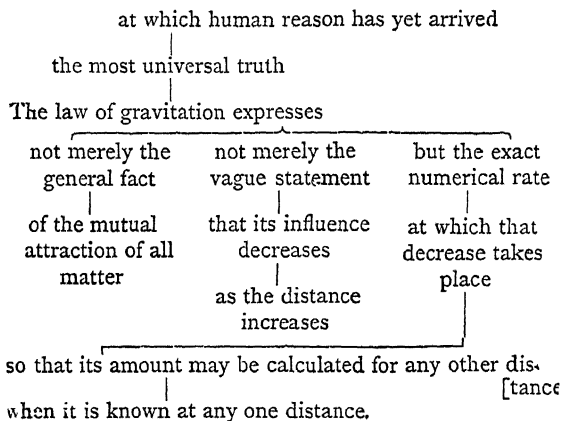 at which human reason has yet arrived
the most universal truth
The law of gravitation expresses
not merely the
general fact
of the mutual
attraction of all
matter
not merely the
vague statement
that its influence
decreases
as the distance
increases
but the exact
numerical rate
at which that
decrease takes
place
so that its amount may be calculated for any other dis-
[tance
when it is known at any one distance.